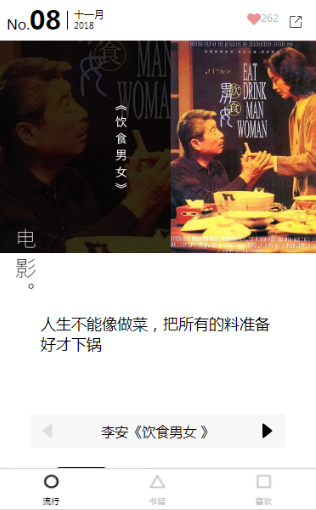 No.08
十一月
2018
262
《饮食男女》
EAT
DRINK
MAN
WOMAN
饮食
男女
电影。
人生不能像做菜，把所有的料准备
好才下锅
李安《饮食男女 》
流行
书籍
喜欢